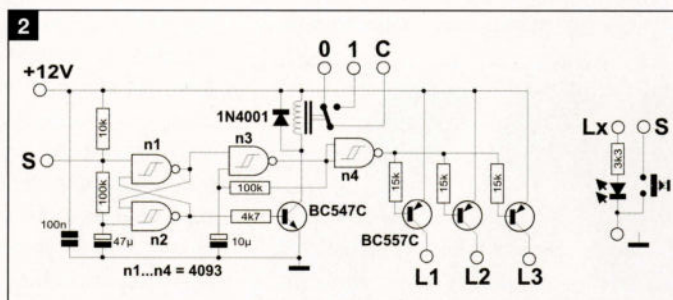 2
0 1 C
+12V
1N4001
10k
n1
n3
n4
Lx
S
S
3k3
100k
100k
15k
15k
15k
4k7
BC547C
BC557C
100n
n2
47µ
10µ
n1...n4 = 4093
L1 L2 L3